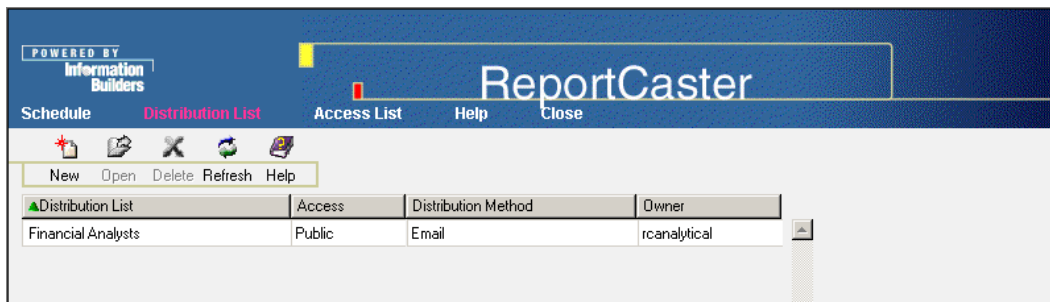 POWERED BY
Information
Builders
ReportCaster
Schedule Distribution List Access List Help Close
New Open Delete Refresh Help
Distribution List Access Distribution Method Owner
Financial Analysts Public Email rcanalytical